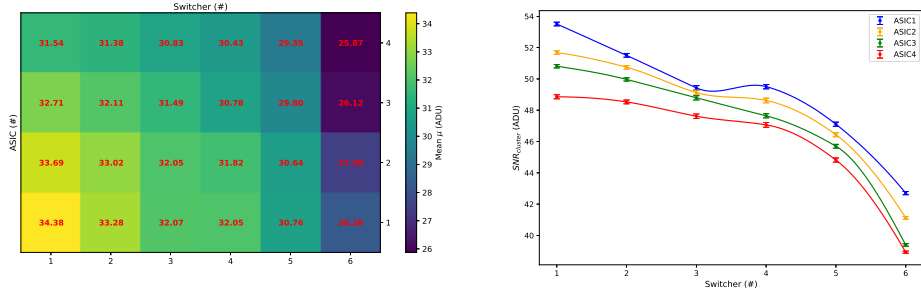 Switcher (#)
31.54 31.38 30.83 30.43 29.35 25.87
32.71 32.11 31.49 30.78 29.80 26.12
33.69 33.02 32.05 31.82 30.64
34.38 33.28 32.07 32.05 30.76
1 2 3 4 5 6
4
3
2
1
ASIC (#)
34
33
32
31
30
29
28
27
26
Mean μ (ADU)
54
52
50
48
46
44
42
40
SNRcluster (ADU)
1 2 3 4 5 6
Switcher (#)
ASIC1
ASIC2
ASIC3
ASIC4